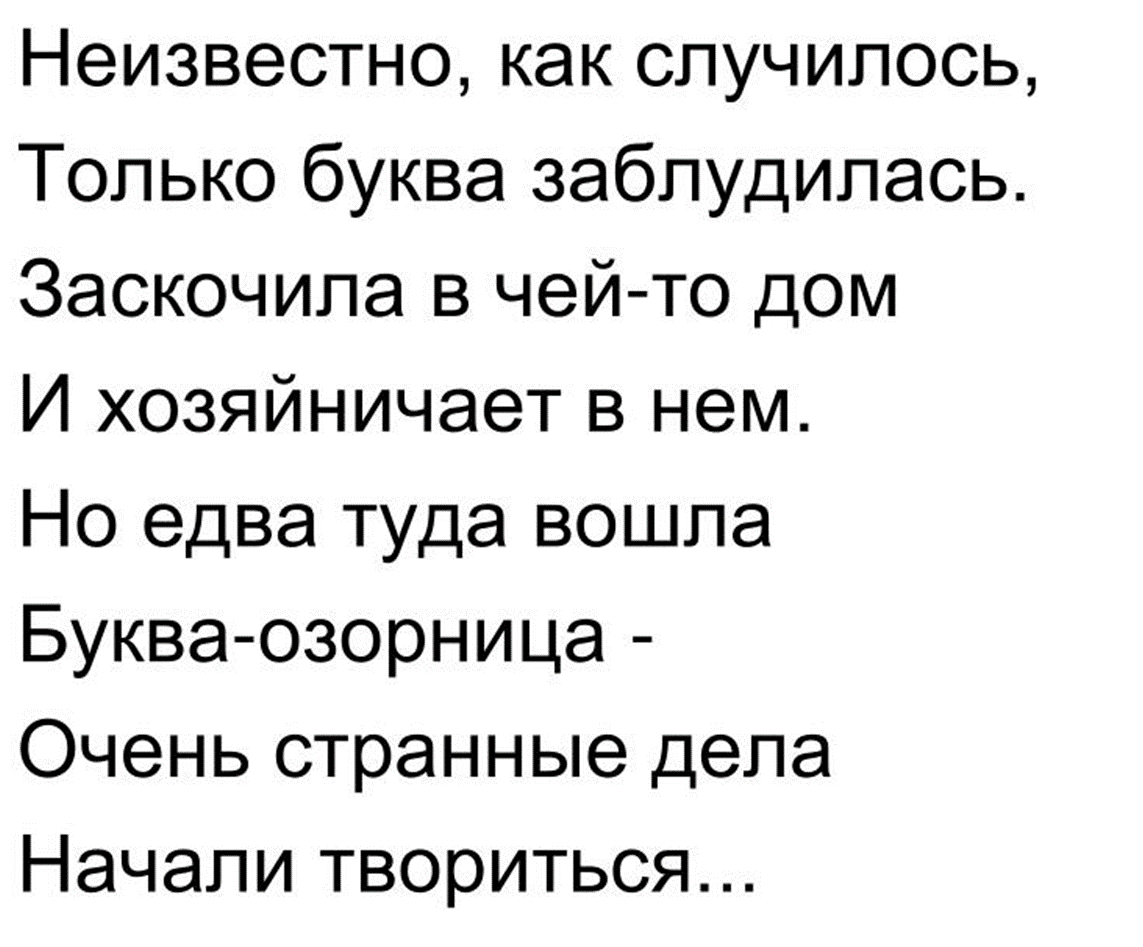 Неизвестно, как случилось,
Только буква заблудилась.
Заскочила в чей-то дом
И хозяйничает в нем.
Но едва туда вошла
Буква-озорница -
Очень странные дела
Начали твориться...